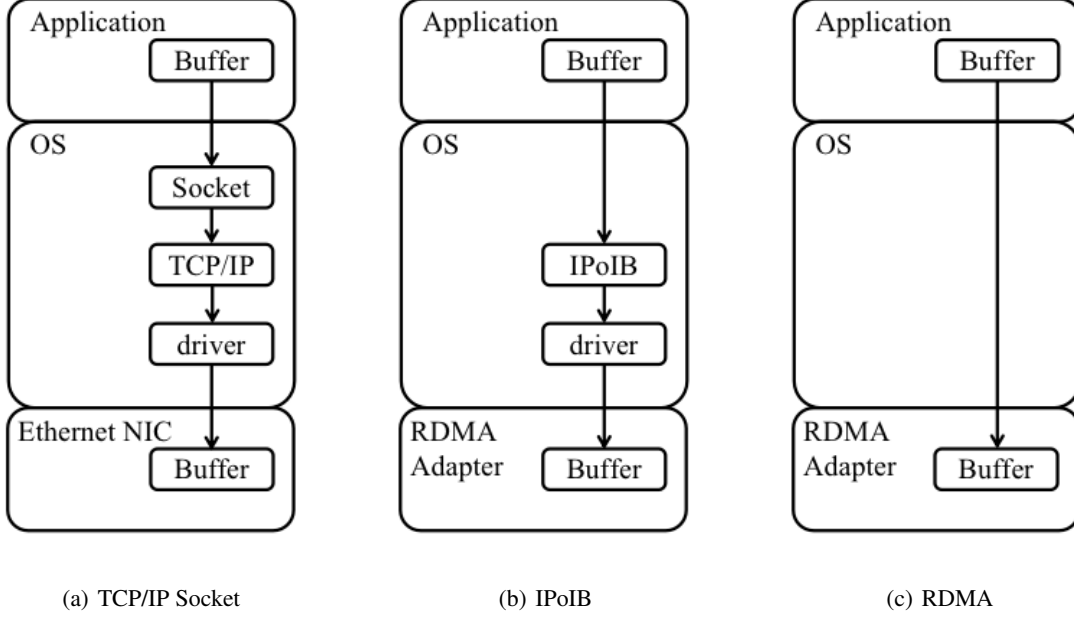 Application
Buffer
OS
Socket
TCP/IP
driver
Ethernet NIC
Buffer
(a) TCP/IP Socket
Application
Buffer
OS
IPoIB
driver
RDMA
Adapter
Buffer
(b) IPoIB
Application
Buffer
OS
RDMA
Adapter
Buffer
(c) RDMA